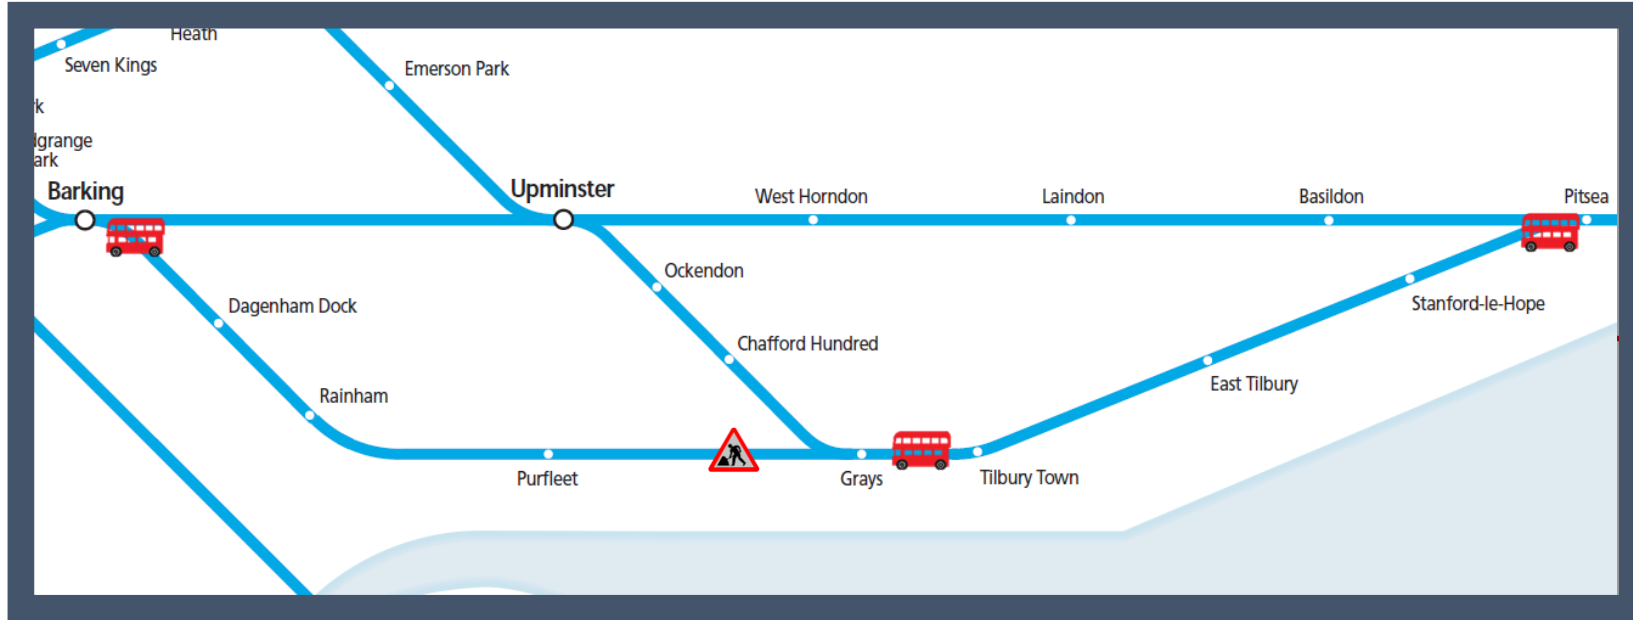 Heath
Seven Kings
Emerson Park
Barking
Upminster
West Horndon
Laindon
Basildon
Pitsea
Ockendon
Dagenham Dock
Stanford-le-Hope
Chafford Hundred
East Tilbury
Rainham
Purfleet
Grays
Tilbury Town